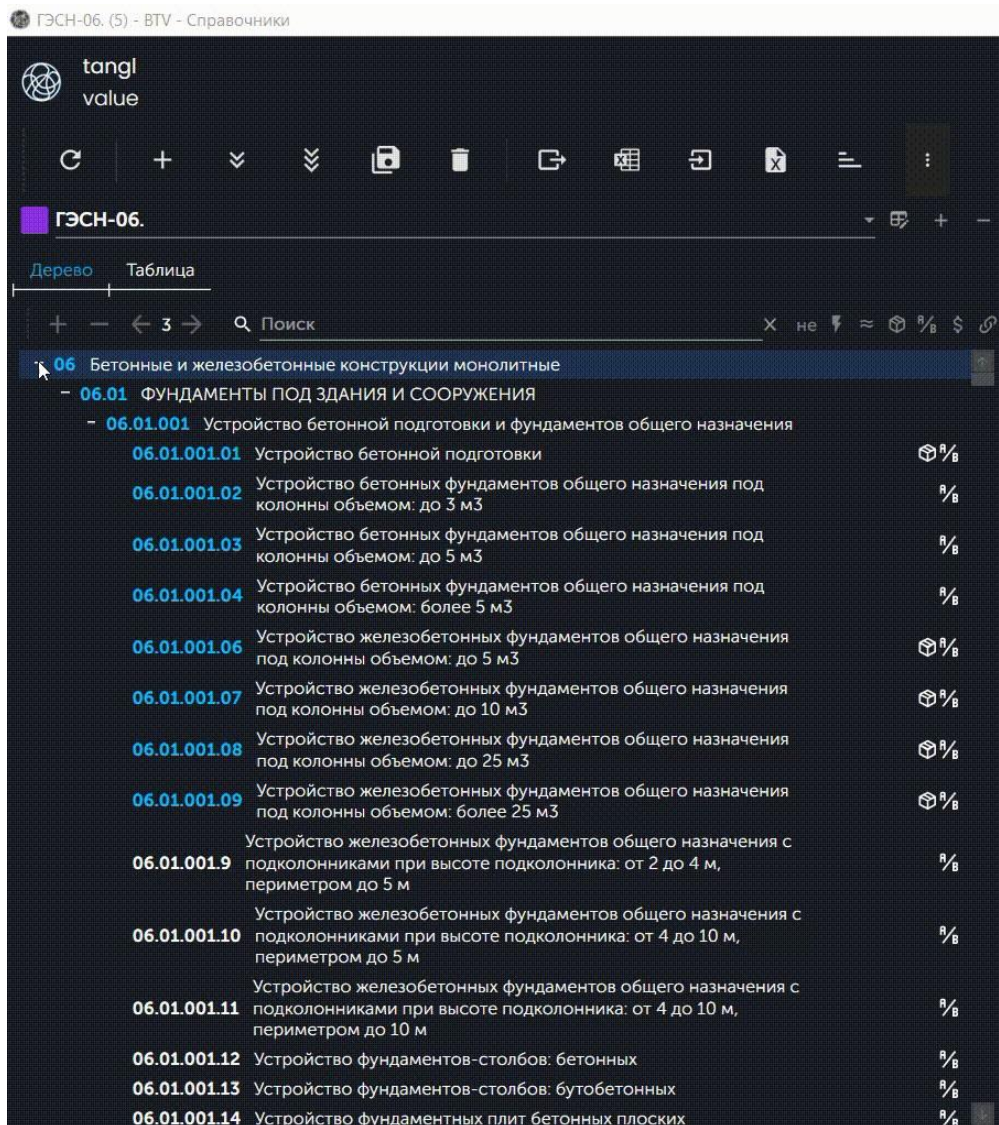 ГЭСН-06. (5) - BTV - Справочники
tangl
value
ГЭСН-06.
Дерево Таблица
3 Поиск не ≈ A/B $
06 Бетонные и железобетонные конструкции монолитные
06.01 ФУНДАМЕНТЫ ПОД ЗДАНИЯ И СООРУЖЕНИЯ
06.01.001 Устройство бетонной подготовки и фундаментов общего назначения
06.01.001.01 Устройство бетонной подготовки A/B
06.01.001.02 Устройство бетонных фундаментов общего назначения под
колонны объемом: до 3 м3 A/B
06.01.001.03 Устройство бетонных фундаментов общего назначения под
колонны объемом: до 5 м3 A/B
06.01.001.04 Устройство бетонных фундаментов общего назначения под
колонны объемом: более 5 м3 A/B
06.01.001.06 Устройство железобетонных фундаментов общего назначения
под колонны объемом: до 5 м3 A/B
06.01.001.07 Устройство железобетонных фундаментов общего назначения
под колонны объемом: до 10 м3 A/B
06.01.001.08 Устройство железобетонных фундаментов общего назначения
под колонны объемом: до 25 м3 A/B
06.01.001.09 Устройство железобетонных фундаментов общего назначения
под колонны объемом: более 25 м3 A/B
Устройство железобетонных фундаментов общего назначения с
06.01.001.9 подколонниками при высоте подколонника: от 2 до 4 м, A/B
периметром до 5 м
Устройство железобетонных фундаментов общего назначения с
06.01.001.10 подколонниками при высоте подколонника: от 4 до 10 м, A/B
периметром до 5 м
Устройство железобетонных фундаментов общего назначения с
06.01.001.11 подколонниками при высоте подколонника: от 4 до 10 м, A/B
периметром до 10 м
06.01.001.12 Устройство фундаментов-столбов: бетонных A/B
06.01.001.13 Устройство фундаментов-столбов: бутобетонных A/B
06.01.001.14 Устройство фундаментных плит бетонных плоских A/B